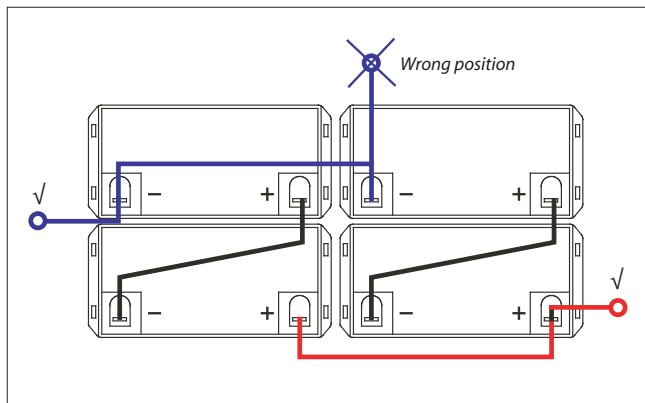 Wrong position
√
− + − +
√
− + − +